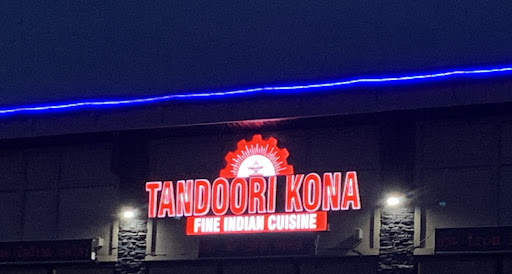 TANDOORI KONA
FINE INDIAN CUISINE